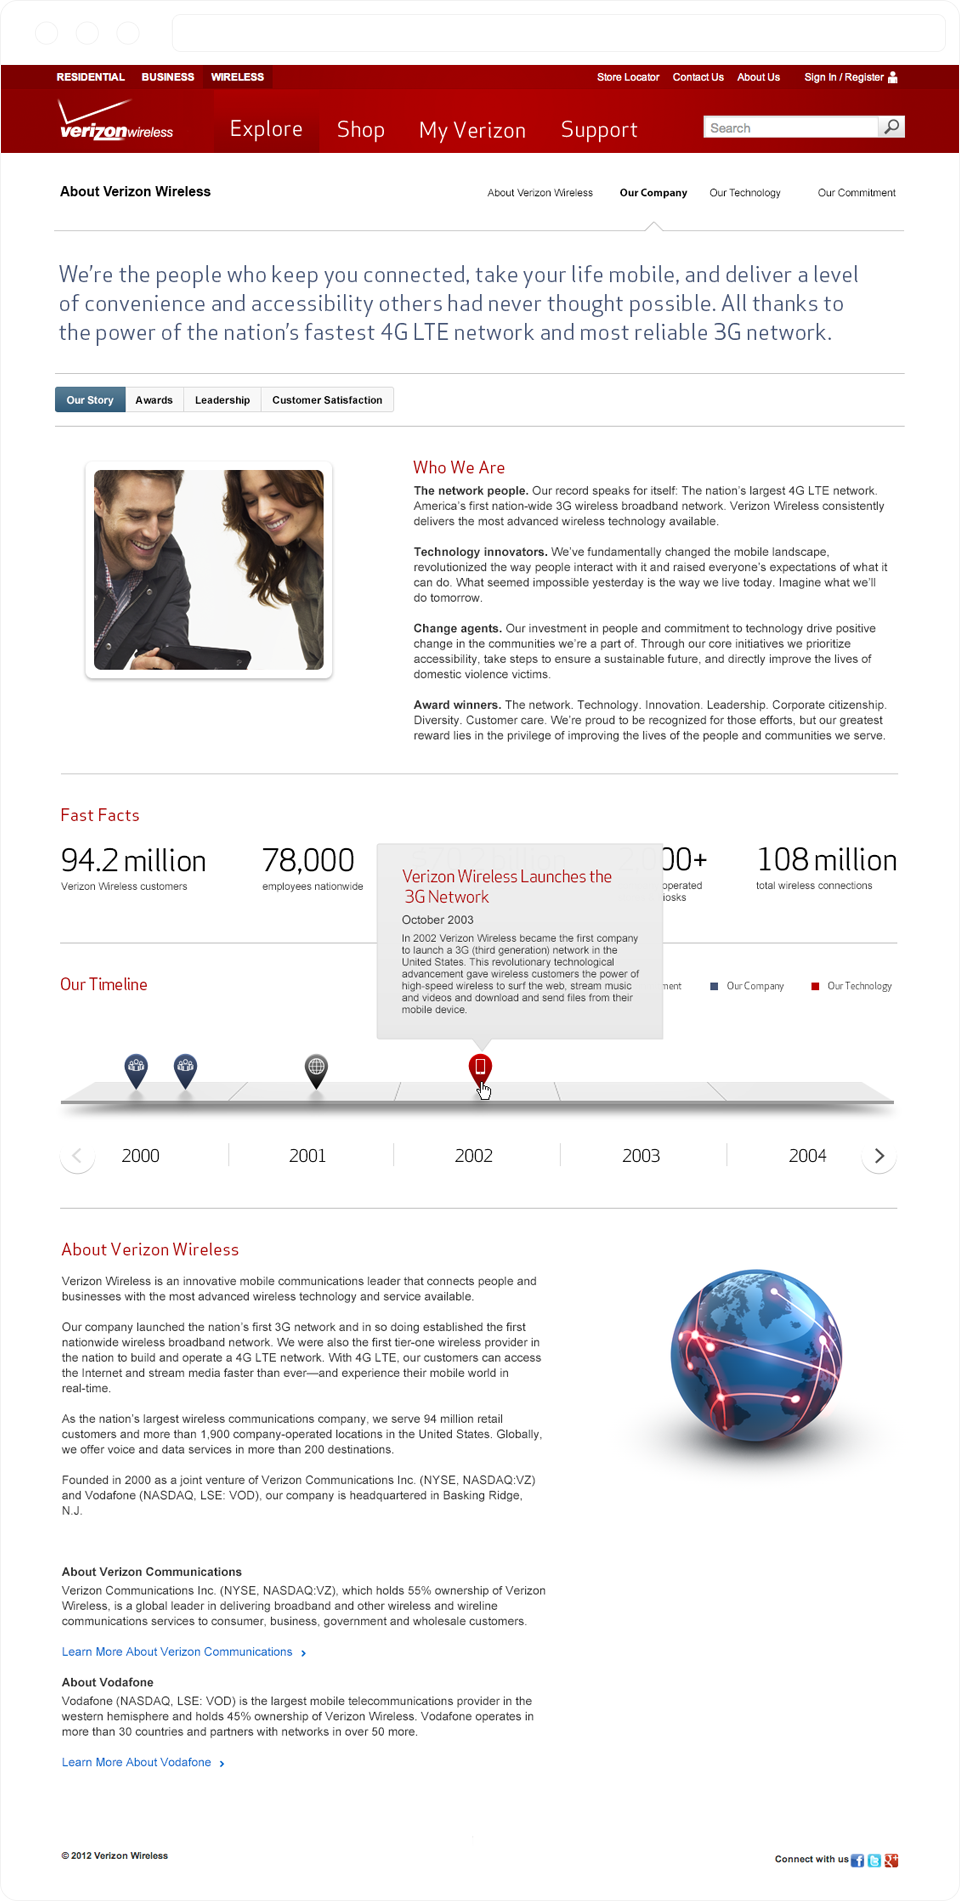 RESIDENTIAL BUSINESS WIRELESS Store Locator Contact Us About Us Sign In / Register
verizonwireless Explore Shop My Verizon Support Search
About Verizon Wireless About Verizon Wireless Our Company Our Technology Our Commitment
We're the people who keep you connected, take your life mobile, and deliver a level
of convenience and accessibility others had never thought possible. All thanks to
the power of the nation's fastest 4G LTE network and most reliable 3G network.
Our Story Awards Leadership Customer Satisfaction
Who We Are
The network people. Our record speaks for itself: The nation's largest 4G LTE network.
America's first nation-wide 3G wireless broadband network. Verizon Wireless consistently
delivers the most advanced wireless technology available.
Technology innovators. We've fundamentally changed the mobile landscape,
revolutionized the way people interact with it and raised everyone's expectations of what it
can do. What seemed impossible yesterday is the way we live today. Imagine what we'll
do tomorrow.
Change agents. Our investment in people and commitment to technology drive positive
change in the communities we're a part of. Through our core initiatives we prioritize
accessibility, take steps to ensure a sustainable future, and directly improve the lives of
domestic violence victims.
Award winners. The network. Technology. Innovation. Leadership. Corporate citizenship.
Diversity. Customer care. We're proud to be recognized for those efforts, but our greatest
reward lies in the privilege of improving the lives of the people and communities we serve.
Fast Facts
94.2 million
Verizon Wireless customers
78,000
employees nationwide
00+
operated
iosks
108 million
total wireless connections
Verizon Wireless Launches the
3G Network
October 2003
In 2002 Verizon Wireless became the first company
to launch a 3G (third generation) network in the
United States. This revolutionary technological
advancement gave wireless customers the power of
high-speed wireless to surf the web, stream music
and videos and download and send files from their
mobile device.
Our Timeline ment Our Company Our Technology
2000 2001 2002 2003 2004
About Verizon Wireless
Verizon Wireless is an innovative mobile communications leader that connects people and
businesses with the most advanced wireless technology and service available.
Our company launched the nation's first 3G network and in so doing established the first
nationwide wireless broadband network. We were also the first tier-one wireless provider in
the nation to build and operate a 4G LTE network. With 4G LTE, our customers can access
the Internet and stream media faster than ever—and experience their mobile world in
real-time.
As the nation's largest wireless communications company, we serve 94 million retail
customers and more than 1,900 company-operated locations in the United States. Globally,
we offer voice and data services in more than 200 destinations.
Founded in 2000 as a joint venture of Verizon Communications Inc. (NYSE, NASDAQ:VZ)
and Vodafone (NASDAQ, LSE: VOD), our company is headquartered in Basking Ridge,
N.J.
About Verizon Communications
Verizon Communications Inc. (NYSE, NASDAQ:VZ), which holds 55% ownership of Verizon
Wireless, is a global leader in delivering broadband and other wireless and wireline
communications services to consumer, business, government and wholesale customers.
Learn More About Verizon Communications
About Vodafone
Vodafone (NASDAQ, LSE: VOD) is the largest mobile telecommunications provider in the
western hemisphere and holds 45% ownership of Verizon Wireless. Vodafone operates in
more than 30 countries and partners with networks in over 50 more.
Learn More About Vodafone
© 2012 Verizon Wireless Connect with us